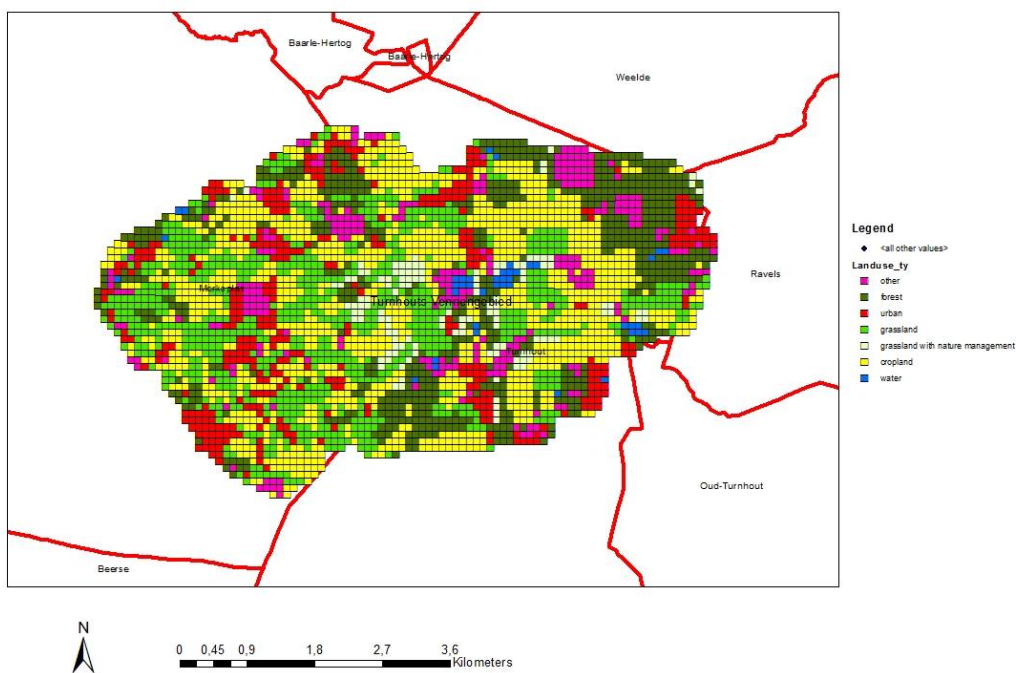 Baarle-Hertog
Baarle-Hertog
Weelde
Merksplas
Turnhouts Vennengebied
Turnhout
Ravels
Oud-Turnhout
Beerse
Legend
<all other values>
Landuse_ty
other
forest
urban
grassland
grassland with nature management
cropland
water
N
0 0,45 0,9 1,8 2,7 3,6
Kilometers